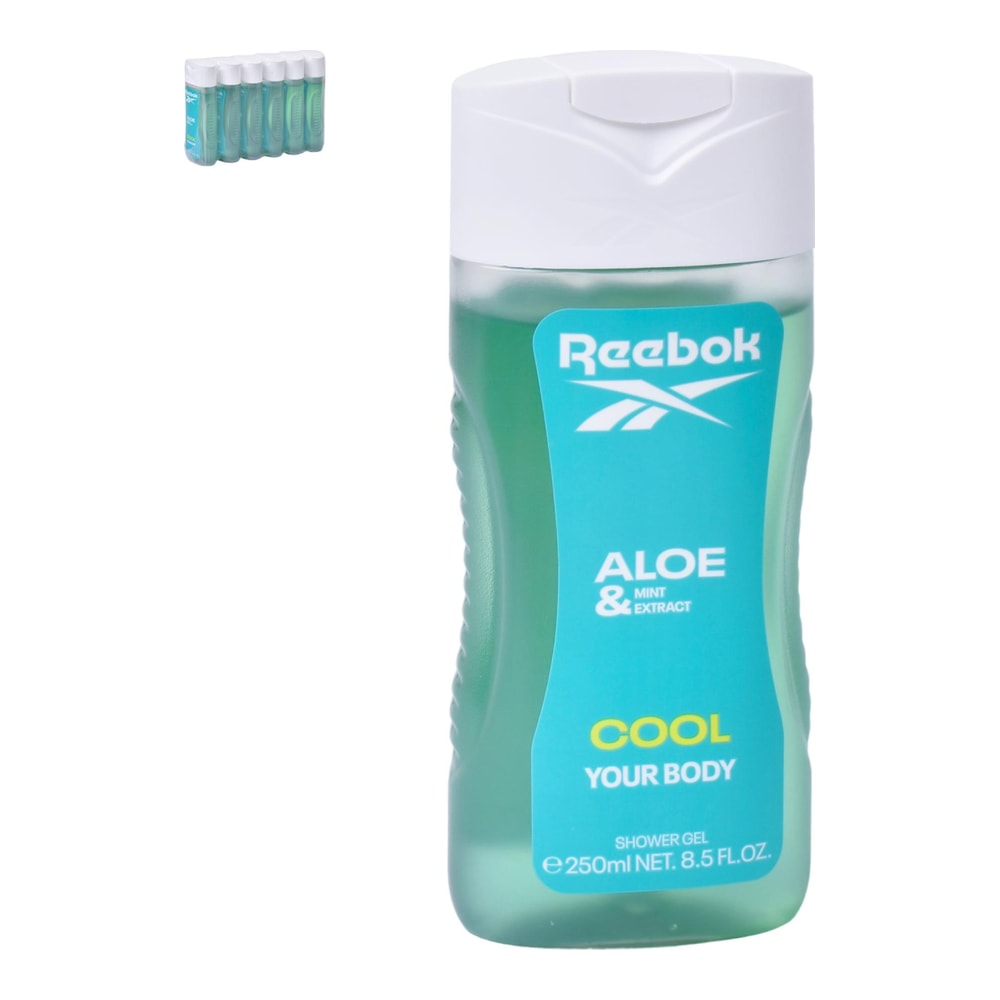 Reebok
ALOE
& MINT
EXTRACT
COOL
YOUR BODY
SHOWER GEL
℮250ml NET. 8.5 FL.OZ.